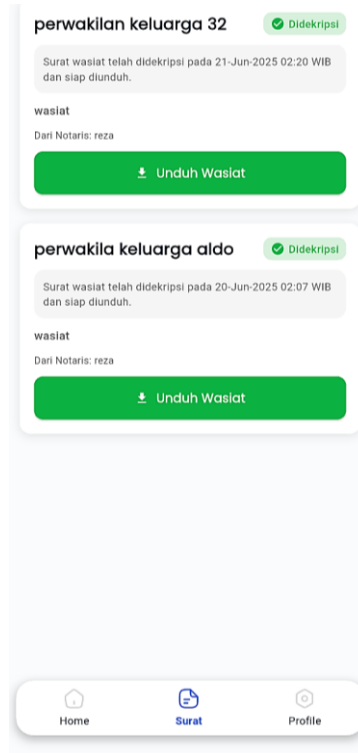 perwakilan keluarga 32
Didekripsi
Surat wasiat telah didekripsi pada 21-Jun-2025 02:20 WIB
dan siap diunduh.
wasiat
Dari Notaris: reza
Unduh Wasiat
perwakila keluarga aldo
Didekripsi
Surat wasiat telah didekripsi pada 20-Jun-2025 02:07 WIB
dan siap diunduh.
wasiat
Dari Notaris: reza
Unduh Wasiat
Home
Surat
Profile